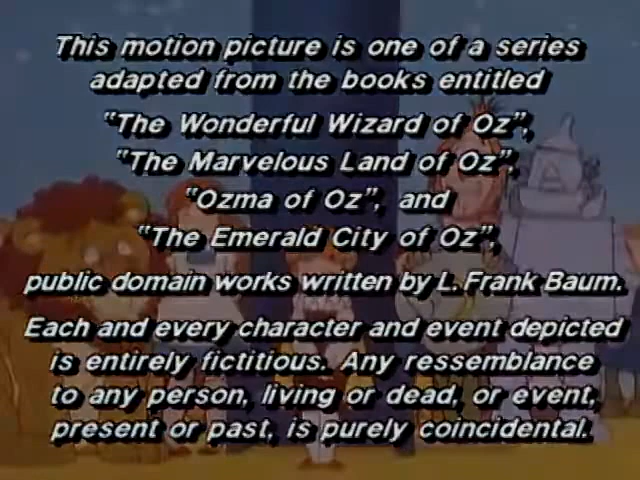 This motion picture is one of a series
adapted from the books entitled
"The Wonderful Wizard of Oz",
"The Marvelous Land of Oz",
"Ozma of Oz", and
"The Emerald City of Oz",
public domain works written by L. Frank Baum.
Each and every character and event depicted
is entirely fictitious. Any ressemblance
to any person, living or dead, or event,
present or past, is purely coincidental.